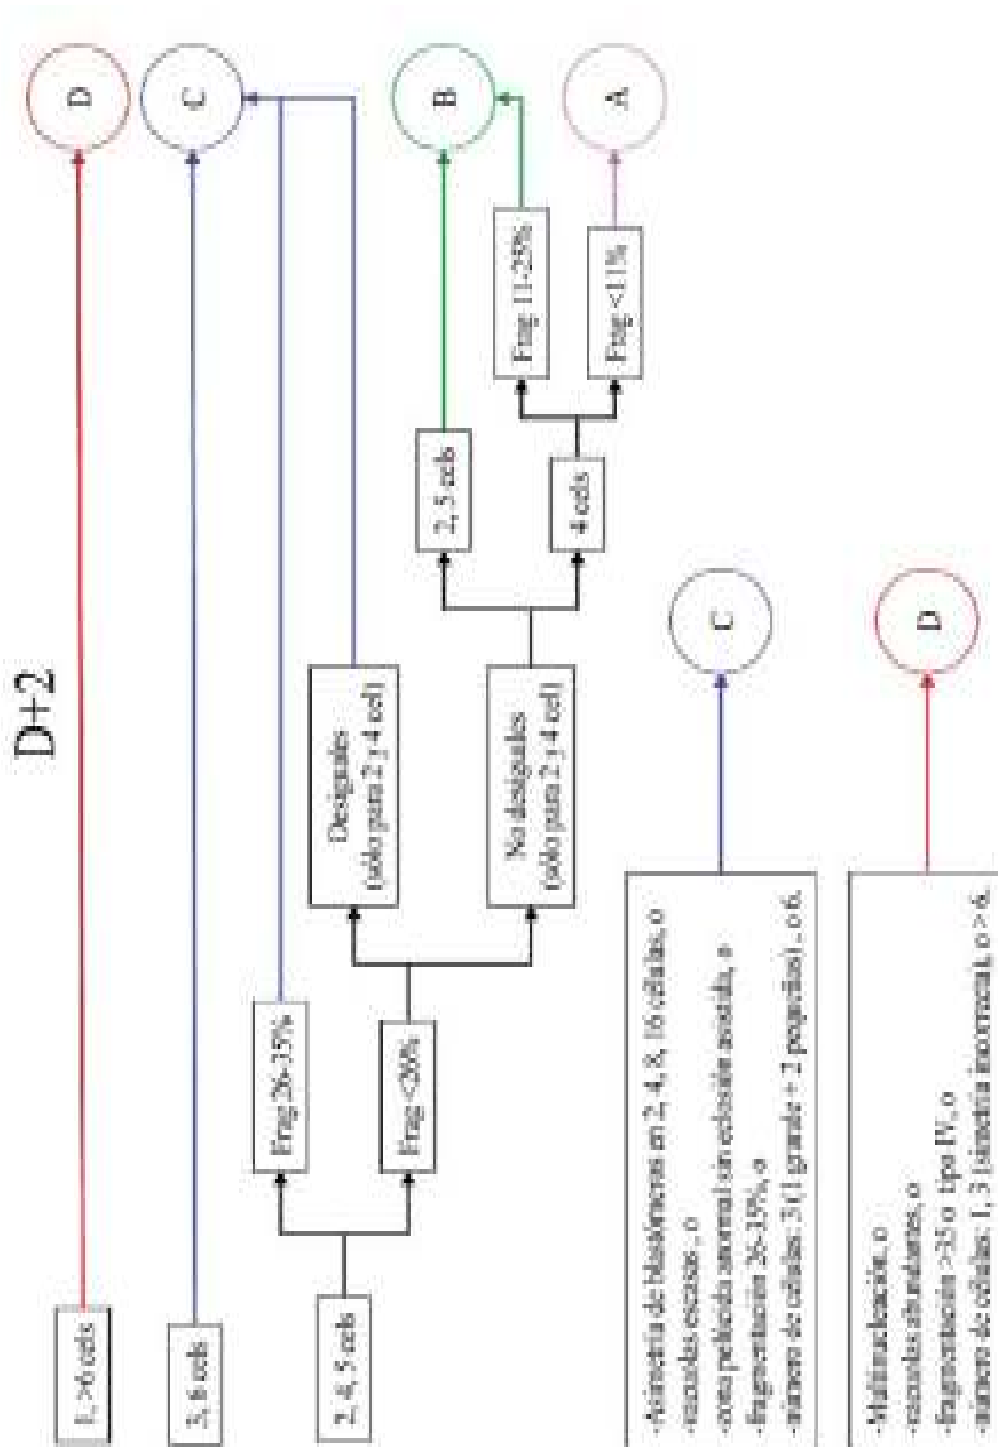 D+2
1, >6 cels
D
3, 6 cels
C
2, 4, 5 cels
Frag 26-35%
Frag <26%
Desiguales
(sólo para 2 y 4 cel)
No desiguales
(sólo para 2 y 4 cel)
2, 5 cels
B
4 cels
Frag 11-25%
Frag <11%
A
-Asimetría de blastómeros en 2, 4, 8, 16 células, o
-vacuolas escasas, o
-zona pelúcida anormal sin eclosión asistida, o
-fragmentación 26-35%, o
-número de células: 3 (1 grande + 2 pequeñas), o 6.
C
-Multinucleación, o
-vacuolas abundantes, o
-fragmentación >35 o tipo IV, o
-número de células: 1, 3 (simetría incorrecta), o > 6.
D